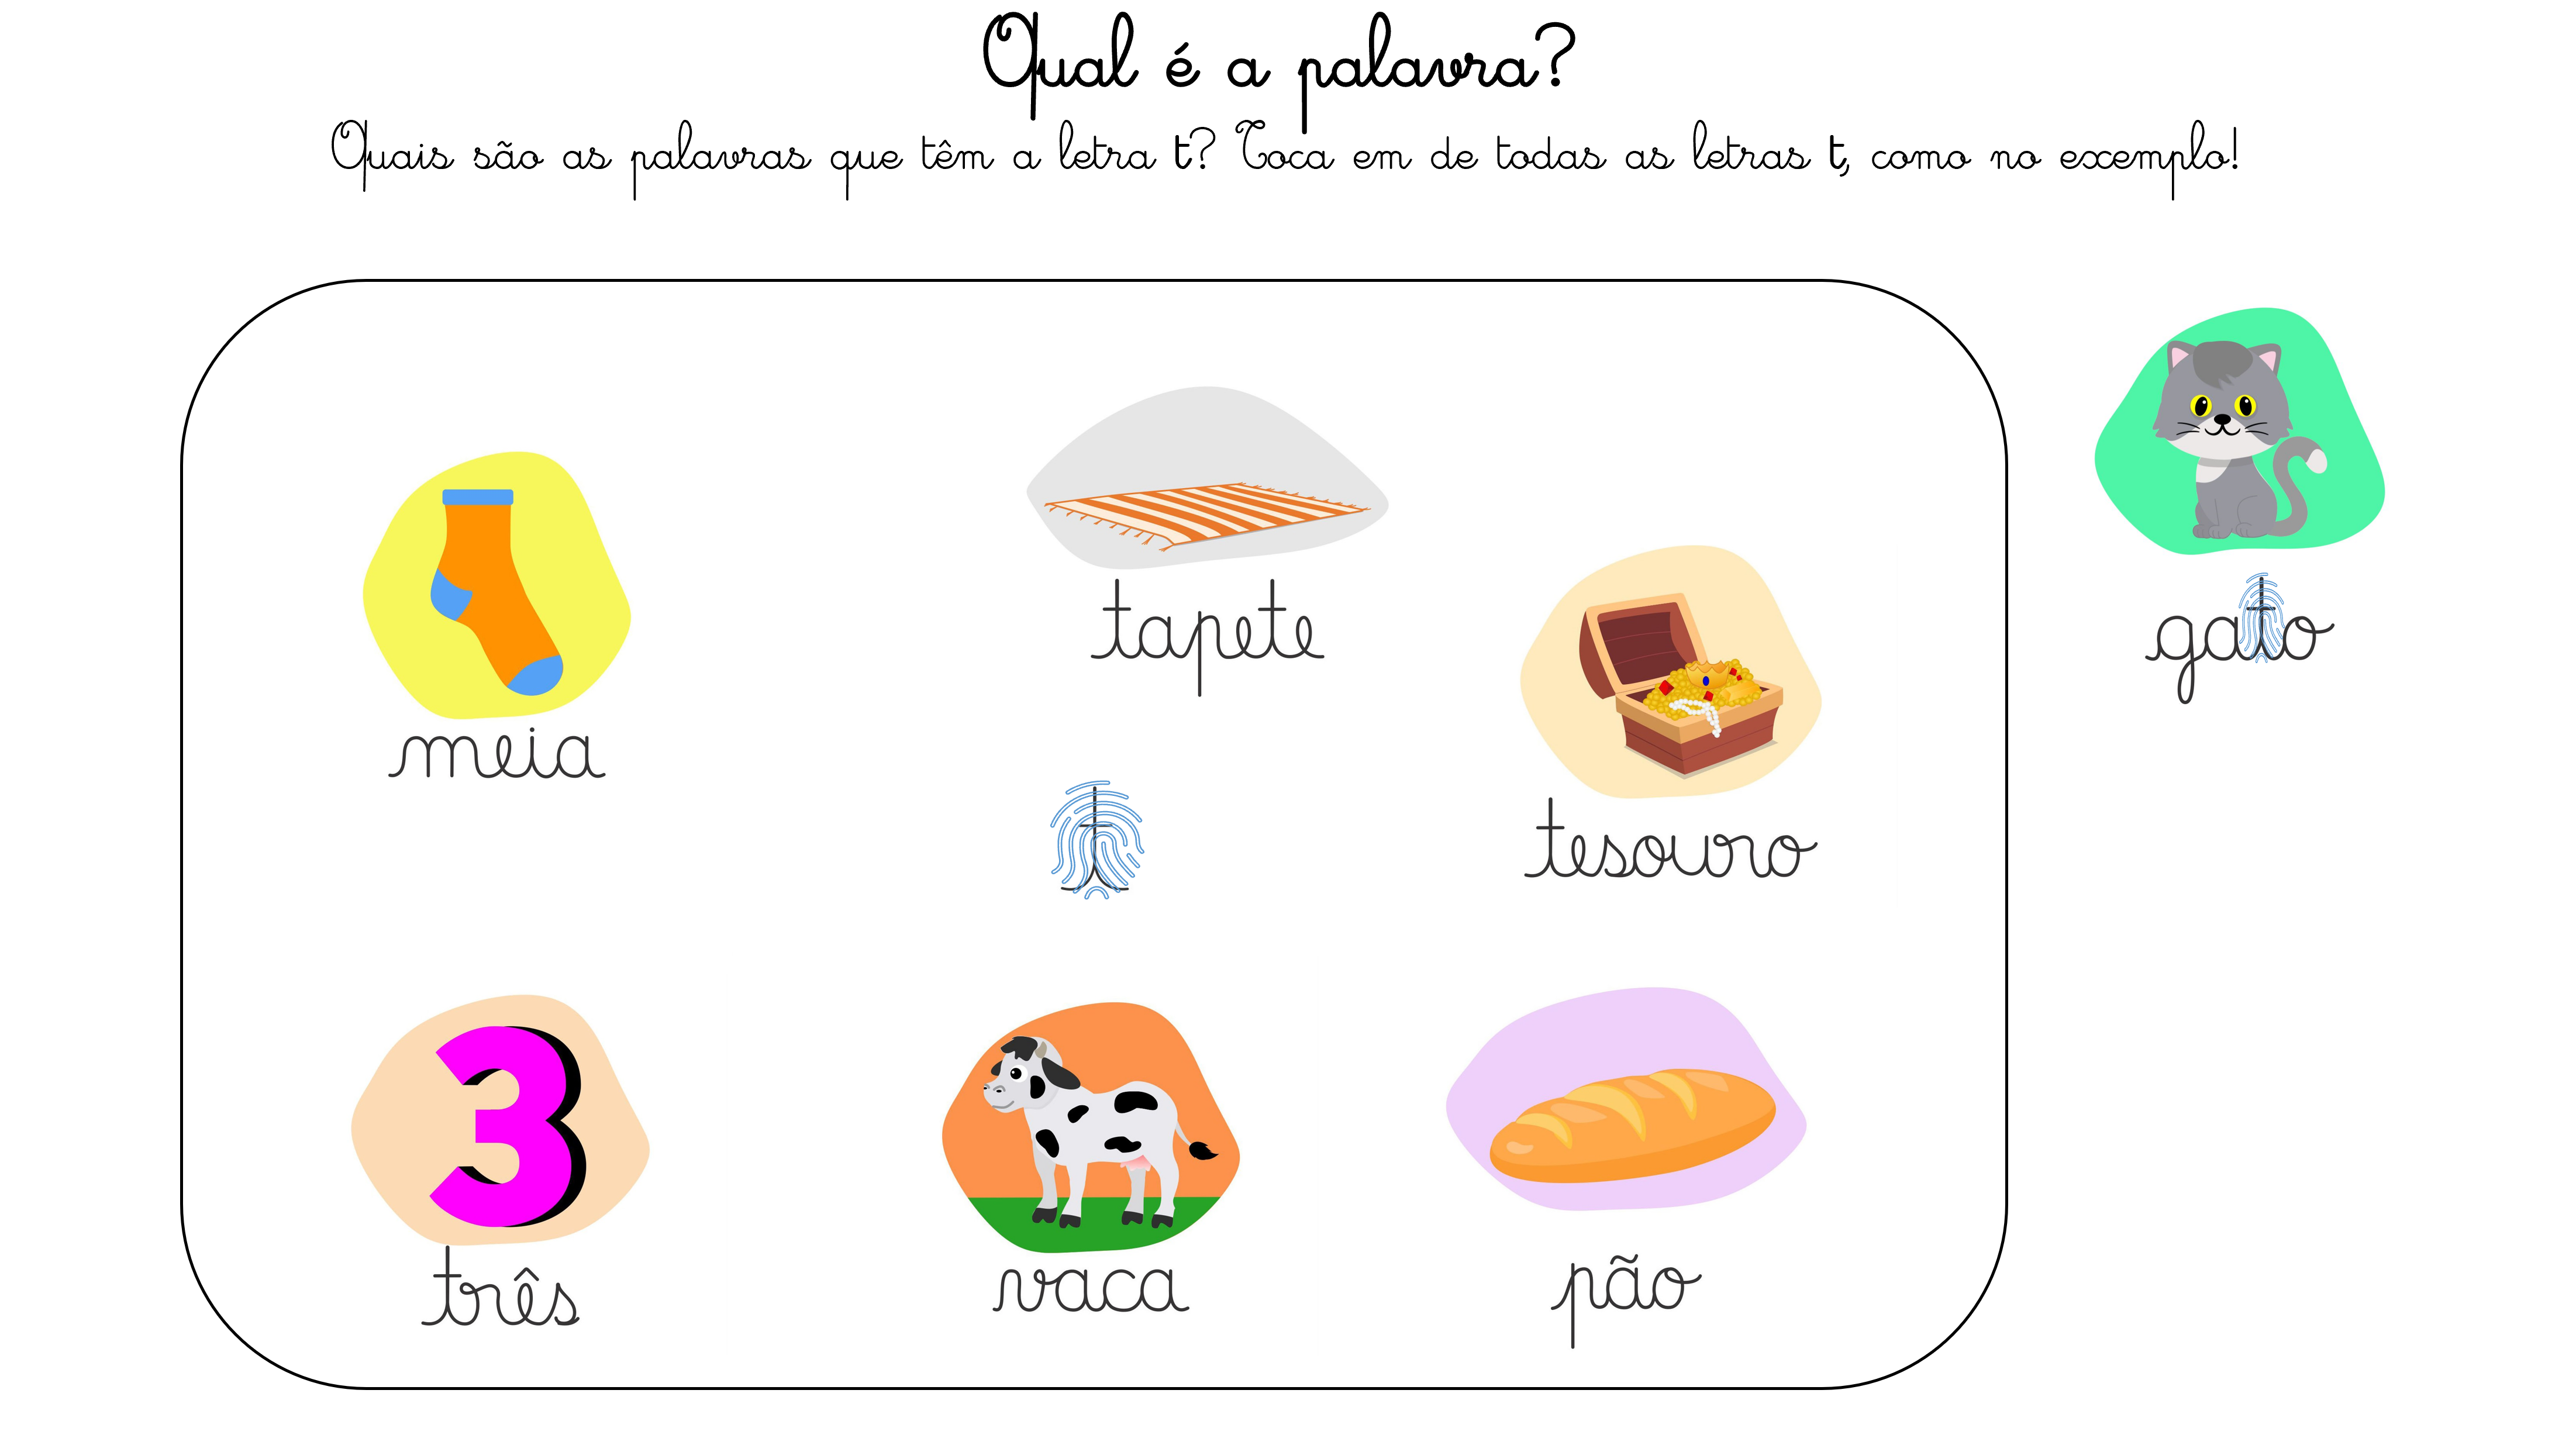 Qual é a palavra?
Quais são as palavras que têm a letra t? Toca em de todas as letras t, como no exemplo!
tapete
gato
meia
t
tesouro
3
três
vaca
pão